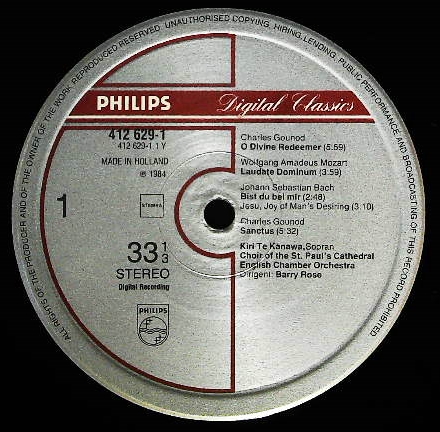 ALL RIGHTS OF THE PRODUCER AND OF THE OWNER OF THE WORK REPRODUCED RESERVED UNAUTHORISED COPYING, HIRING, LENDING, PUBLIC PERFORMANCE AND BROADCASTING OF THIS RECORD PROHIBITED
PHILIPS Digital Classics
412 629-1
412 629-1 1 Y
MADE IN HOLLAND
℗ 1984
1
stemra
33 1/3
STEREO
Digital Recording
PHILIPS
Charles Gounod
O Divine Redeemer (5:59)
Wolfgang Amadeus Mozart
Laudate Dominum (3:59)
Johann Sebastian Bach
Bist du bei mir (2:48)
Jesu, Joy of Man's Desiring (3:10)
Charles Gounod
Sanctus (5:32)
Kiri Te Kanawa, Sopran
Choir of the St. Paul's Cathedral
English Chamber Orchestra
Dirigent: Barry Rose